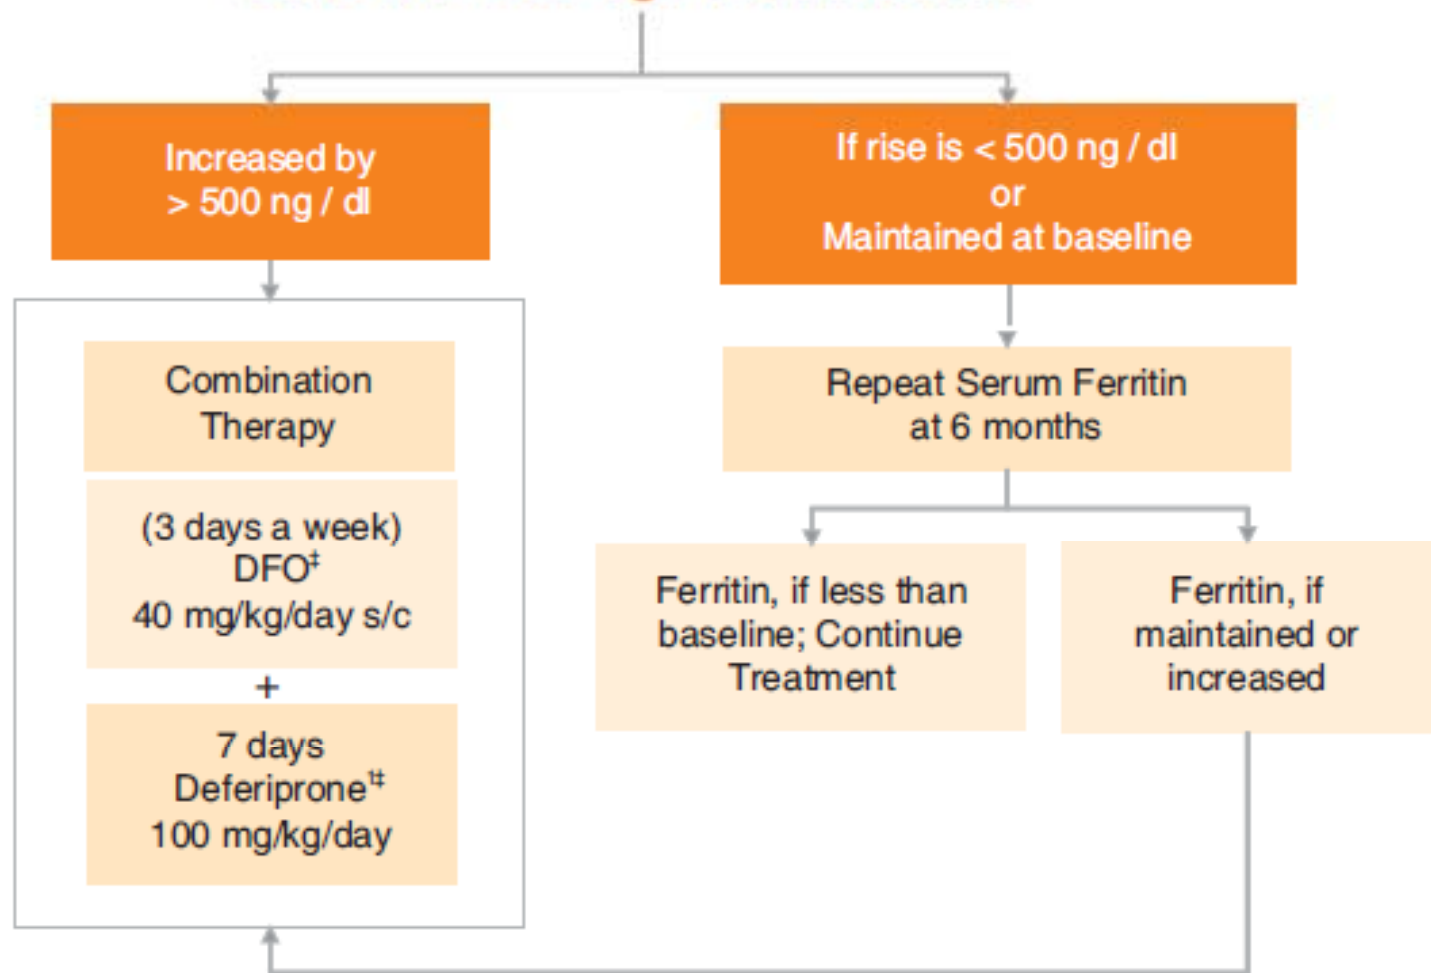 Increased by
> 500 ng / dl
If rise is < 500 ng / dl
or
Maintained at baseline
Combination
Therapy
(3 days a week)
DFO‡
40 mg/kg/day s/c
+
7 days
Deferiprone†‡
100 mg/kg/day
Repeat Serum Ferritin
at 6 months
Ferritin, if less than
baseline; Continue
Treatment
Ferritin, if
maintained or
increased